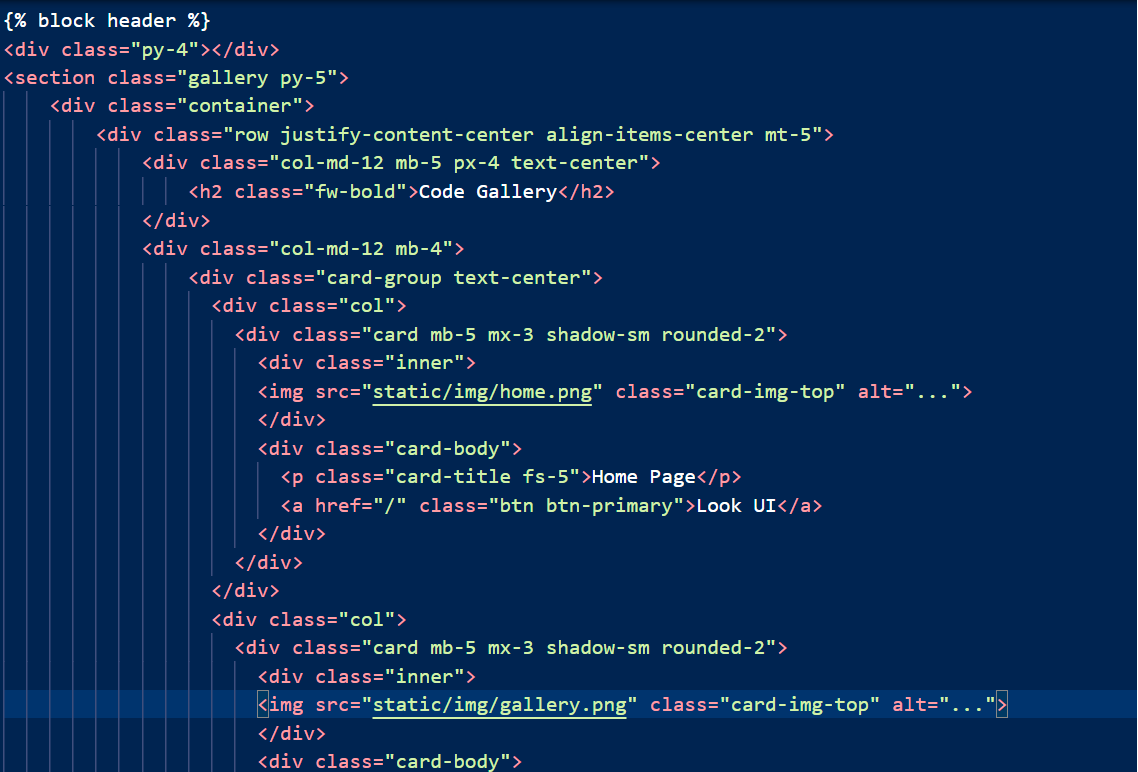 {% block header %}
<div class="py-4"></div>
<section class="gallery py-5">
<div class="container">
<div class="row justify-content-center align-items-center mt-5">
<div class="col-md-12 mb-5 px-4 text-center">
<h2 class="fw-bold">Code Gallery</h2>
</div>
<div class="col-md-12 mb-4">
<div class="card-group text-center">
<div class="col">
<div class="card mb-5 mx-3 shadow-sm rounded-2">
<div class="inner">
<img src="static/img/home.png" class="card-img-top" alt="...">
</div>
<div class="card-body">
<p class="card-title fs-5">Home Page</p>
<a href="/" class="btn btn-primary">Look UI</a>
</div>
</div>
</div>
<div class="col">
<div class="card mb-5 mx-3 shadow-sm rounded-2">
<div class="inner">
<img src="static/img/gallery.png" class="card-img-top" alt="...">
</div>
<div class="card-body">